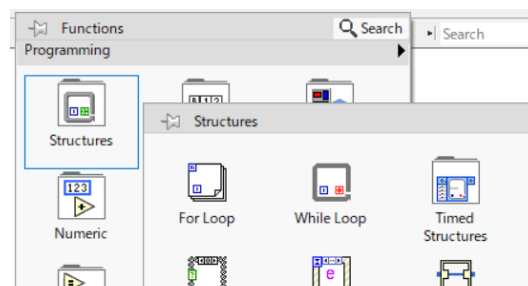 Functions
Search
Search
Programming
Structures
Structures
For Loop
While Loop
Timed
Structures
123
Numeric